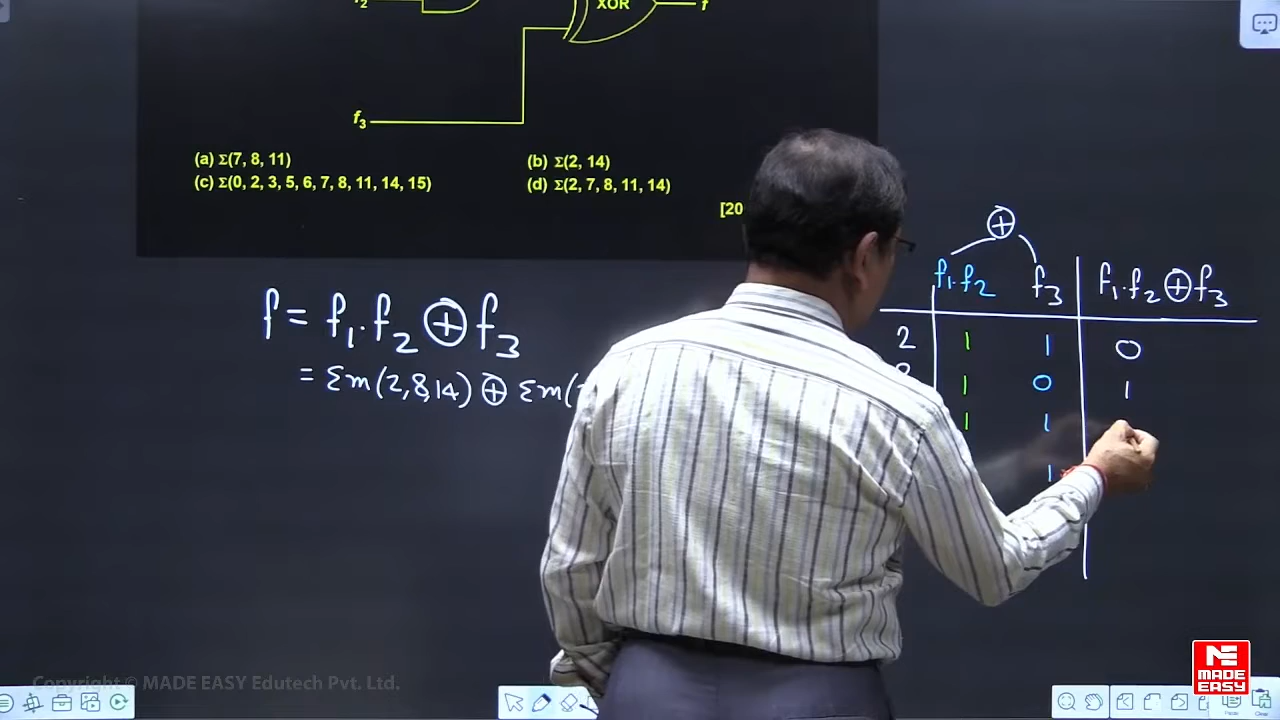 f₂
XOR
f
f₃
(a) Σ(7, 8, 11)
(b) Σ(2, 14)
(c) Σ(0, 2, 3, 5, 6, 7, 8, 11, 14, 15)
(d) Σ(2, 7, 8, 11, 14)
[20
⊕
f₁.f₂ f₃ f₁.f₂⊕f₃
f = f₁.f₂ ⊕ f₃
= Σm(2,8,14) ⊕ Σm(
2 1 1 0
1 0 1
1 1
1
Copyright © MADE EASY Edutech Pvt. Ltd.
ME
MADE
EASY